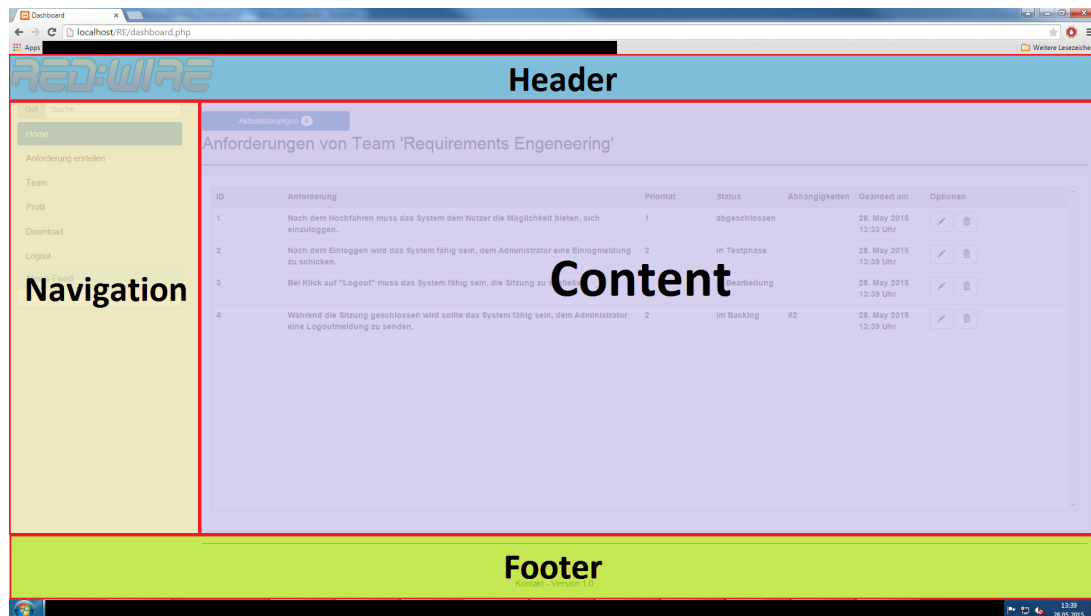 Dashboard
localhost/RE/dashboard.php
Apps
Weitere Lesezeiche
RED:WIRE
Header
Go! Suche
Aktualisierungen 0
Home
Anforderungen von Team 'Requirements Engeneering'
Anforderung erstellen
Team
Profil
Download
Logout
Navigation
ID Anforderung Priorität Status Abhängigkeiten Geändert am Optionen
1 Nach dem Hochfahren muss das System dem Nutzer die Möglichkeit bieten, sich 1 abgeschlossen 28. May 2015
einzuloggen. 13:33 Uhr
2 Nach dem Einloggen wird das System fähig sein, dem Administrator eine Einlogmeldung 2 in Testphase 28. May 2015
zu schicken. 13:39 Uhr
Content
3 Bei Klick auf "Logout" muss das System fähig sein, die Sitzung zu Bearbeitung 28. May 2015
13:39 Uhr
4 Während die Sitzung geschlossen wird sollte das System fähig sein, dem Administrator 2 im Backlog #2 28. May 2015
eine Logoutmeldung zu senden. 13:39 Uhr
Footer
Kontakt - Version 1.0
13:39
28.05.2015